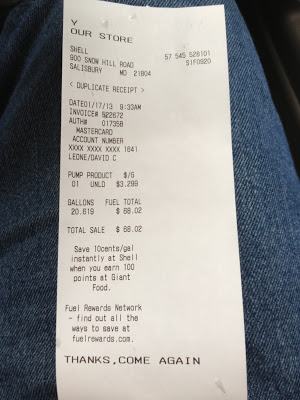 Y
OUR STORE
SHELL 57 545 528101
900 SNOW HILL ROAD S1F0920
SALISBURY MD 21804
< DUPLICATE RECEIPT >
DATE01/17/13 9:33AM
INVOICE# 522672
AUTH# 01735B
MASTERCARD
ACCOUNT NUMBER
XXXX XXXX XXXX 1641
LEONE/DAVID C
PUMP PRODUCT $/G
01 UNLD $3.299
GALLONS FUEL TOTAL
20.619 $ 68.02
TOTAL SALE $ 68.02
Save 10cents/gal
instantly at Shell
when you earn 100
points at Giant
Food.
Fuel Rewards Network
- find out all the
ways to save at
fuelrewards.com.
THANKS,COME AGAIN